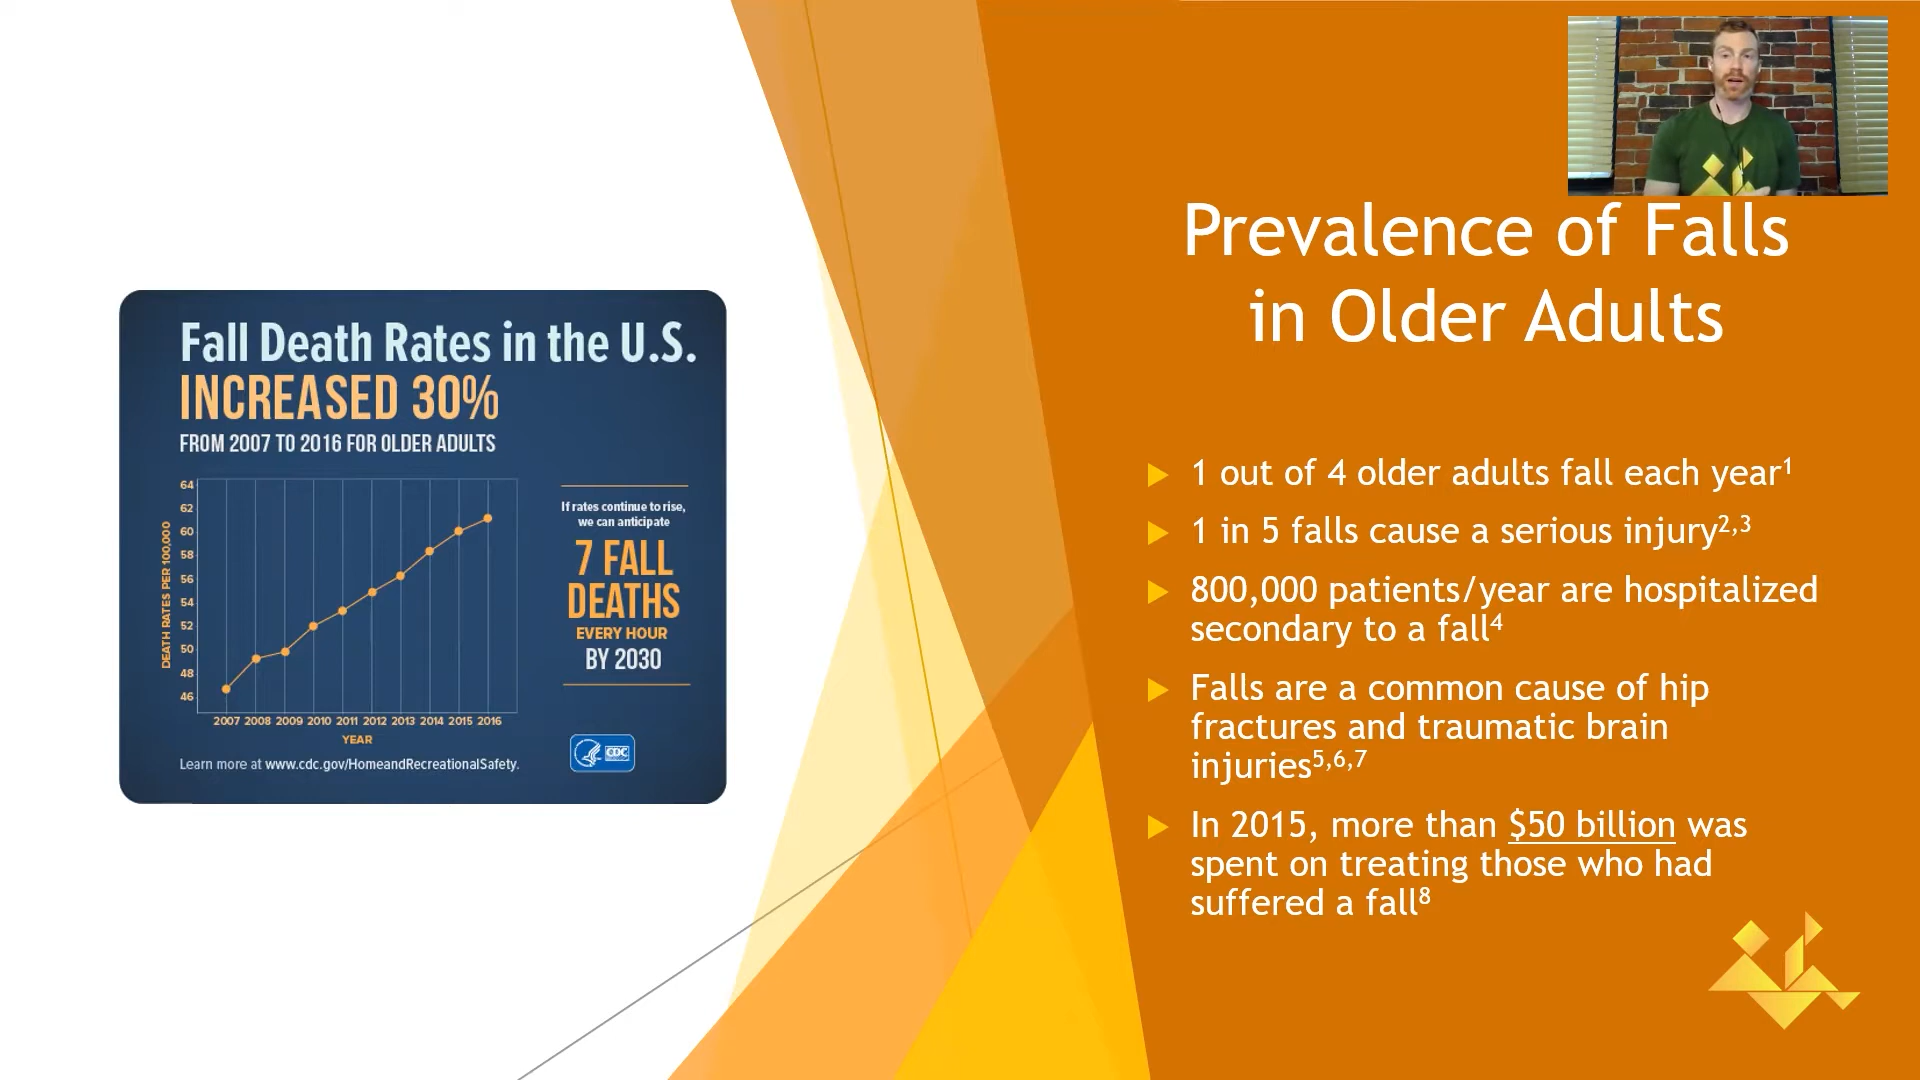 Fall Death Rates in the U.S.
INCREASED 30%
FROM 2007 TO 2016 FOR OLDER ADULTS
64
62
60
58
56
54
52
50
48
46
DEATH RATES PER 100,000
2007 2008 2009 2010 2011 2012 2013 2014 2015 2016
YEAR
If rates continue to rise,
we can anticipate
7 FALL
DEATHS
EVERY HOUR
BY 2030
Learn more at www.cdc.gov/HomeandRecreationalSafety.
CDC
Prevalence of Falls
in Older Adults
1 out of 4 older adults fall each year¹
1 in 5 falls cause a serious injury²,³
800,000 patients/year are hospitalized
secondary to a fall⁴
Falls are a common cause of hip
fractures and traumatic brain
injuries⁵,⁶,⁷
In 2015, more than $50 billion was
spent on treating those who had
suffered a fall⁸